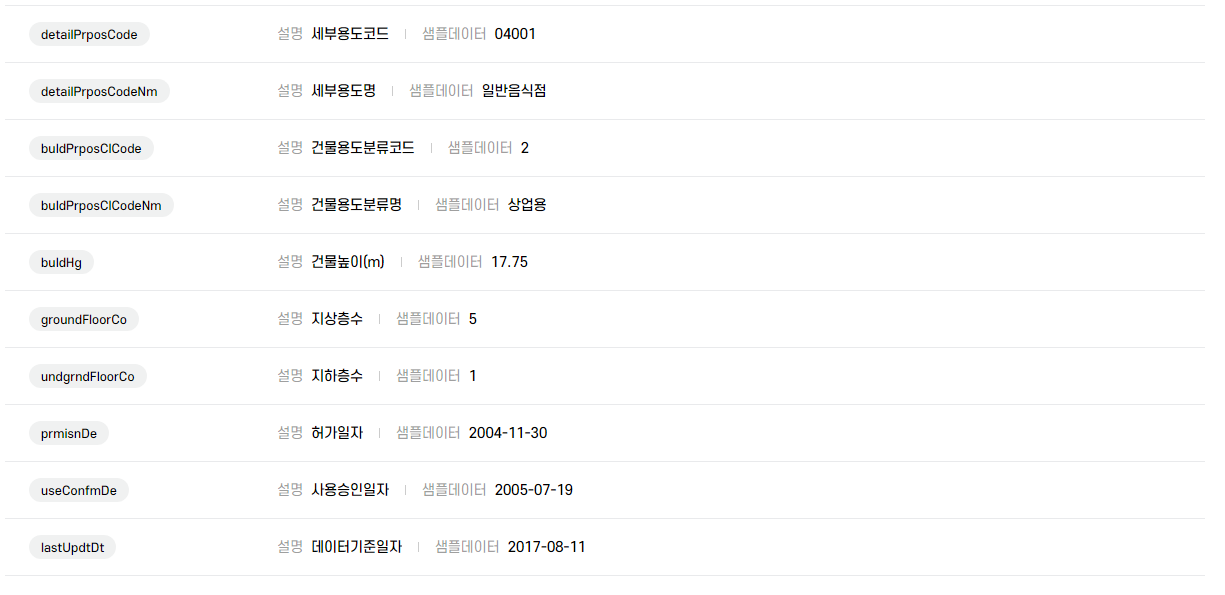 detailPrposCode 설명 세부용도코드 샘플데이터 04001
detailPrposCodeNm 설명 세부용도명 샘플데이터 일반음식점
buldPrposClCode 설명 건물용도분류코드 샘플데이터 2
buldPrposClCodeNm 설명 건물용도분류명 샘플데이터 상업용
buldHg 설명 건물높이(m) 샘플데이터 17.75
groundFloorCo 설명 지상층수 샘플데이터 5
undgrndFloorCo 설명 지하층수 샘플데이터 1
prmisnDe 설명 허가일자 샘플데이터 2004-11-30
useConfmDe 설명 사용승인일자 샘플데이터 2005-07-19
lastUpdtDt 설명 데이터기준일자 샘플데이터 2017-08-11